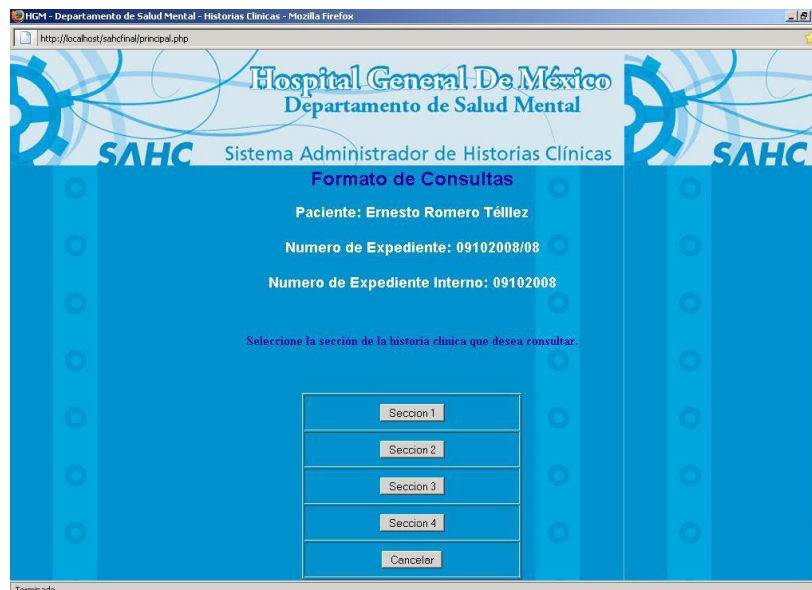 HGM - Departamento de Salud Mental - Historias Clínicas - Mozilla Firefox
http://localhost/sahcfinal/principal.php
Hospital General De México
Departamento de Salud Mental
SAHC
Sistema Administrador de Historias Clínicas
SAHC
Formato de Consultas
Paciente: Ernesto Romero Télllez
Numero de Expediente: 09102008/08
Numero de Expediente Interno: 09102008
Seleccione la sección de la historia clínica que desea consultar.
Seccion 1
Seccion 2
Seccion 3
Seccion 4
Cancelar
Terminado